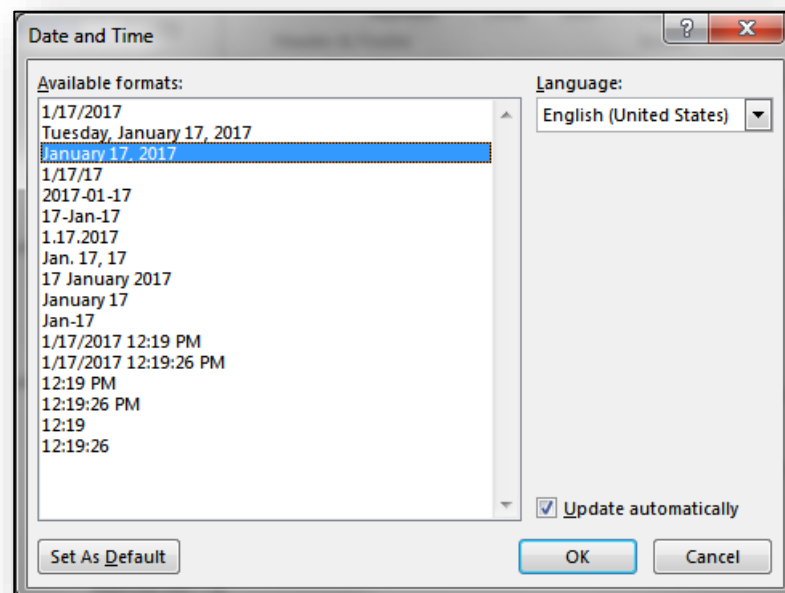 Date and Time
?
Available formats:
1/17/2017
Tuesday, January 17, 2017
January 17, 2017
1/17/17
2017-01-17
17-Jan-17
1.17.2017
Jan. 17, 17
17 January 2017
January 17
Jan-17
1/17/2017 12:19 PM
1/17/2017 12:19:26 PM
12:19 PM
12:19:26 PM
12:19
12:19:26
Language:
English (United States)
Update automatically
Set As Default
OK
Cancel